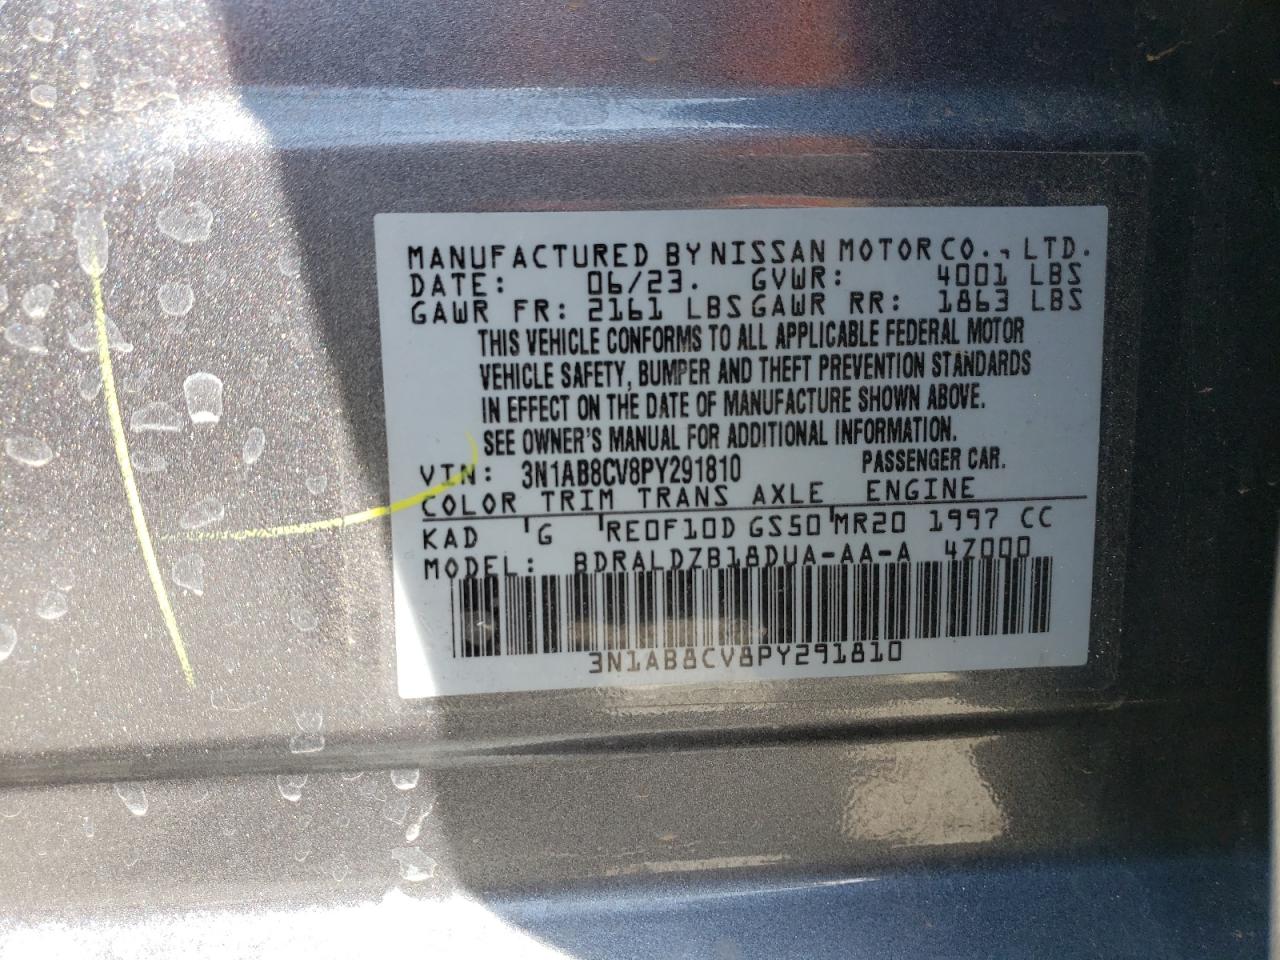 MANUFACTURED BY NISSAN MOTOR CO., LTD.
DATE: 06/23. GVWR: 4001 LBS
GAWR FR: 2161 LBS GAWR RR: 1863 LBS
THIS VEHICLE CONFORMS TO ALL APPLICABLE FEDERAL MOTOR
VEHICLE SAFETY, BUMPER AND THEFT PREVENTION STANDARDS
IN EFFECT ON THE DATE OF MANUFACTURE SHOWN ABOVE.
SEE OWNER'S MANUAL FOR ADDITIONAL INFORMATION.
VIN: 3N1AB8CV8PY291810 PASSENGER CAR.
COLOR TRIM TRANS AXLE ENGINE
KAD G RE0F10D GS50 MR20 1997 CC
MODEL: BDRALDZB18DUA-AA-A 47000
3N1AB8CV8PY291810